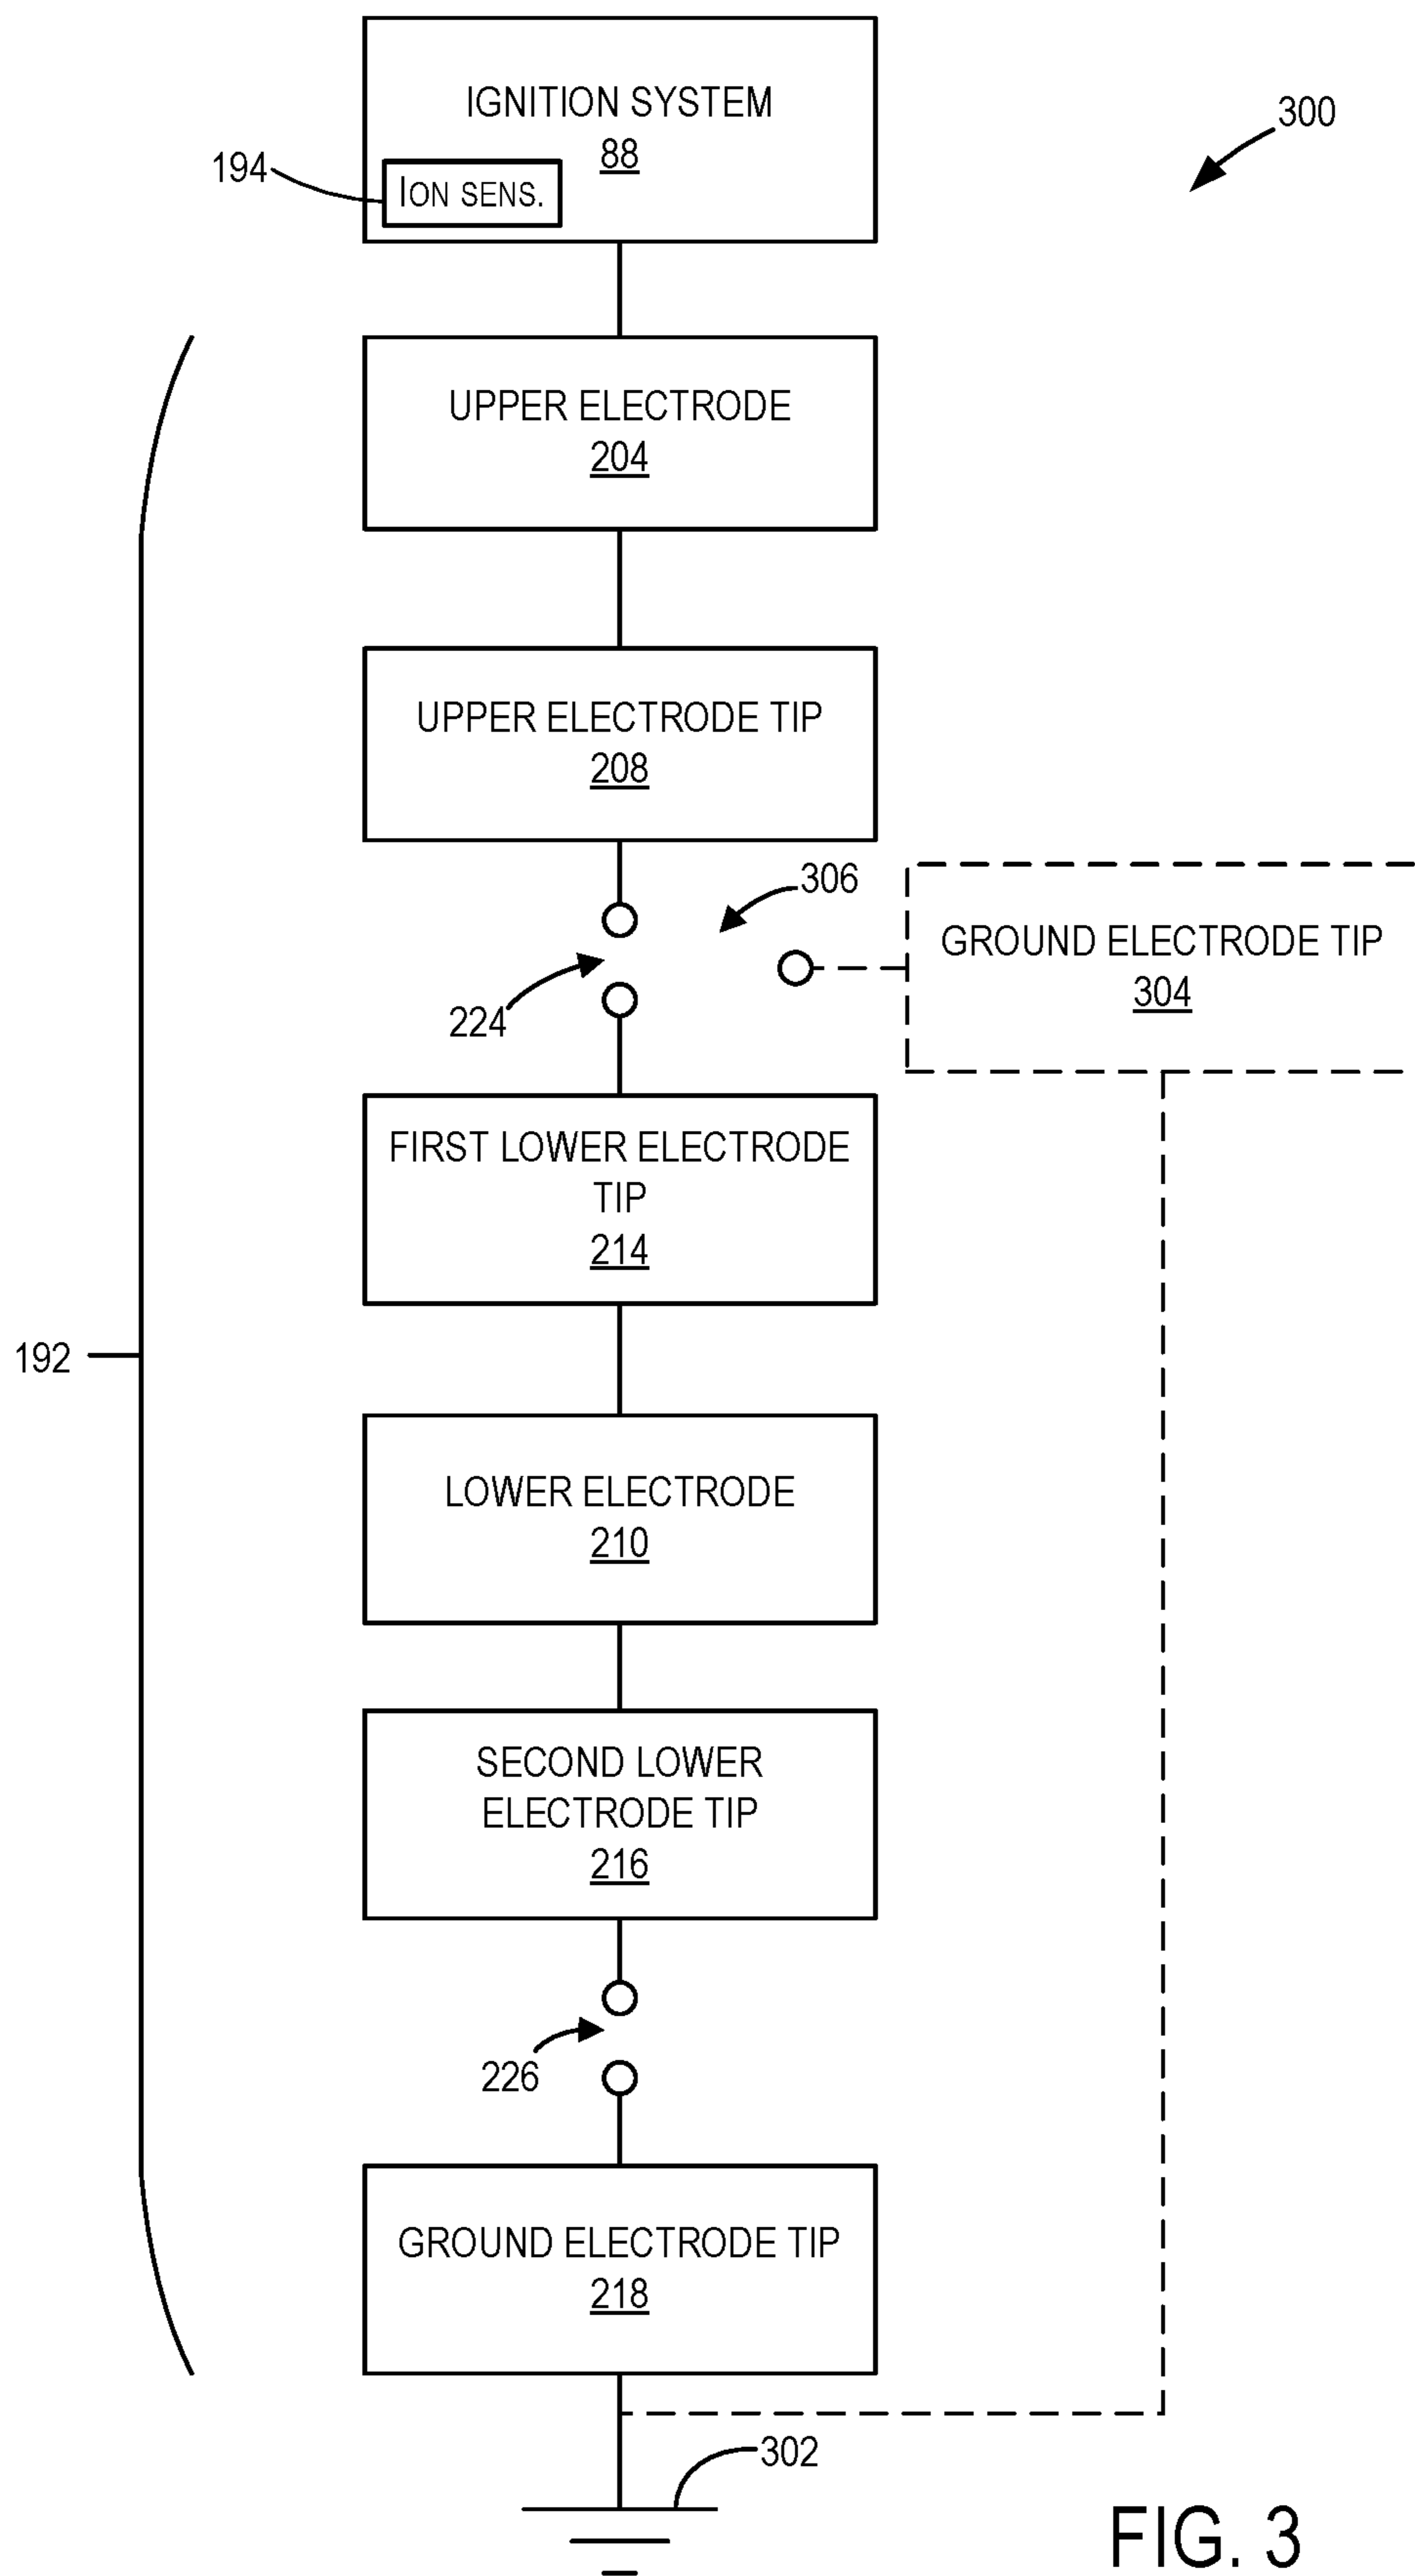 IGNITION SYSTEM
88
300
194
ION SENS.
UPPER ELECTRODE
204
UPPER ELECTRODE TIP
208
306
GROUND ELECTRODE TIP
304
224
FIRST LOWER ELECTRODE
TIP
214
192
LOWER ELECTRODE
210
SECOND LOWER
ELECTRODE TIP
216
226
GROUND ELECTRODE TIP
218
302
FIG. 3